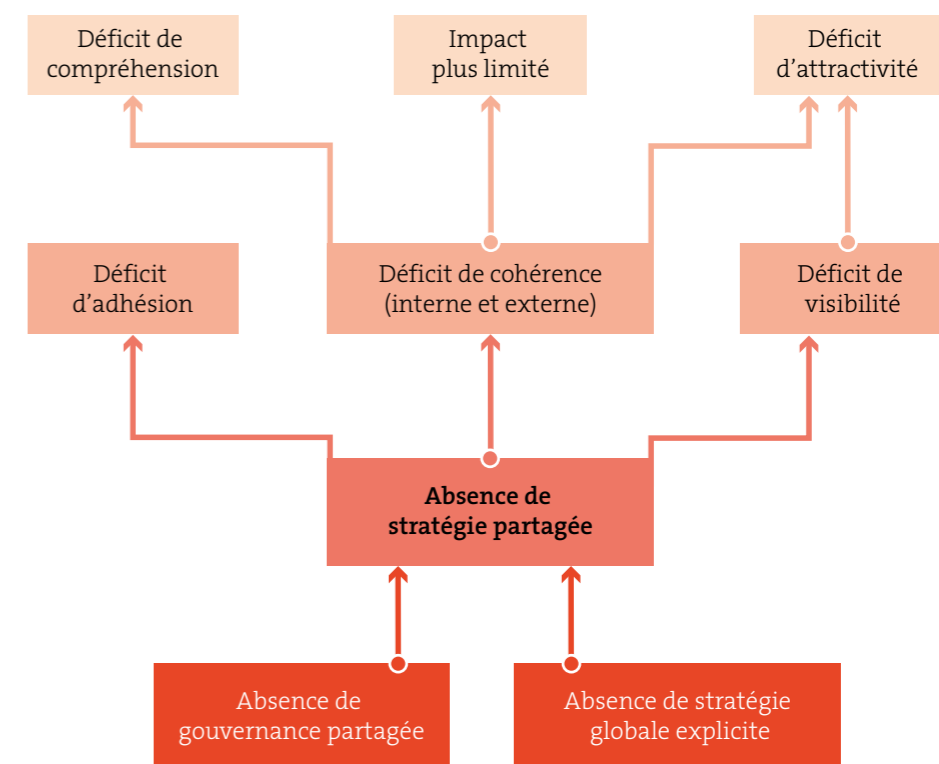 Déficit de
compréhension
Impact
plus limité
Déficit
d'attractivité
Déficit
d'adhésion
Déficit de cohérence
(interne et externe)
Déficit de
visibilité
Absence de
stratégie partagée
Absence de
gouvernance partagée
Absence de stratégie
globale explicite